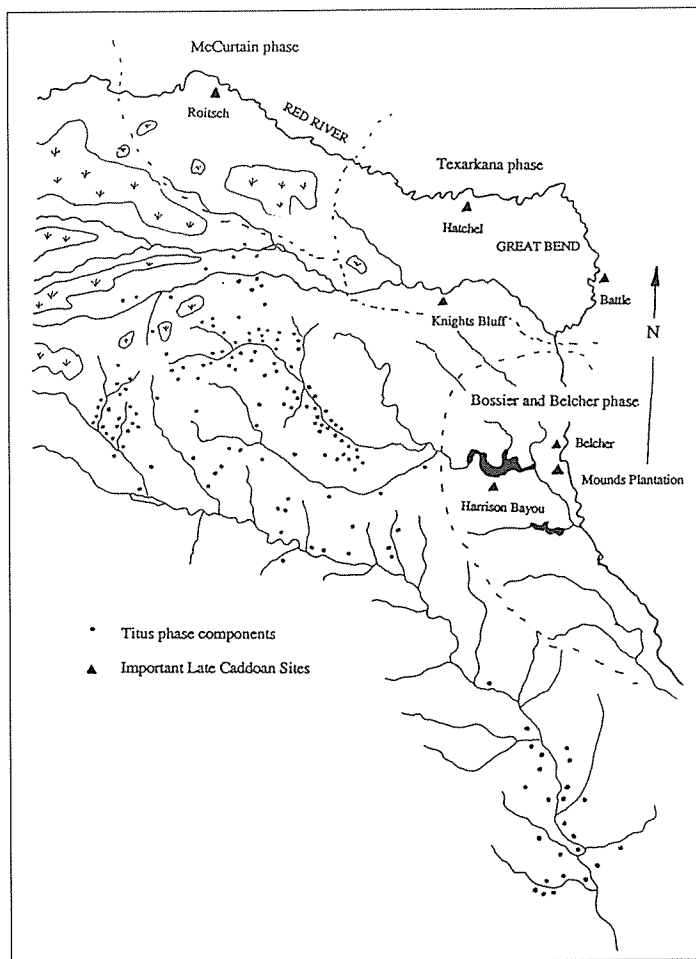 McCurtain phase
Roitsch
RED RIVER
Texarkana phase
Hatchel
GREAT BEND
Battle
Knights Bluff
N
Bossier and Belcher phase
Belcher
Mounds Plantation
Harrison Bayou
Titus phase components
Important Late Caddoan Sites